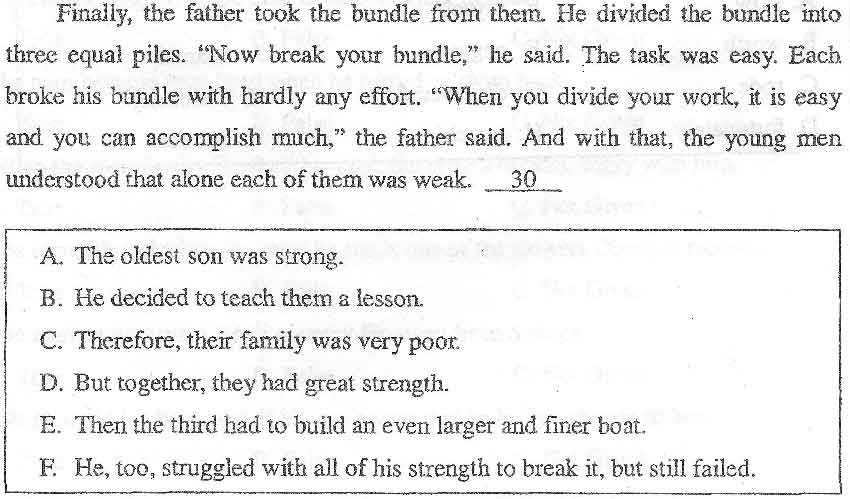 Finally, the father took the bundle from them. He divided the bundle into
three equal piles. “Now break your bundle,” he said. The task was easy. Each
broke his bundle with hardly any effort. “When you divide your work, it is easy
and you can accomplish much,” the father said. And with that, the young men
understood that alone each of them was weak. 30
A. The oldest son was strong.
B. He decided to teach them a lesson.
C. Therefore, their family was very poor.
D. But together, they had great strength.
E. Then the third had to build an even larger and finer boat.
F. He, too, struggled with all of his strength to break it, but still failed.